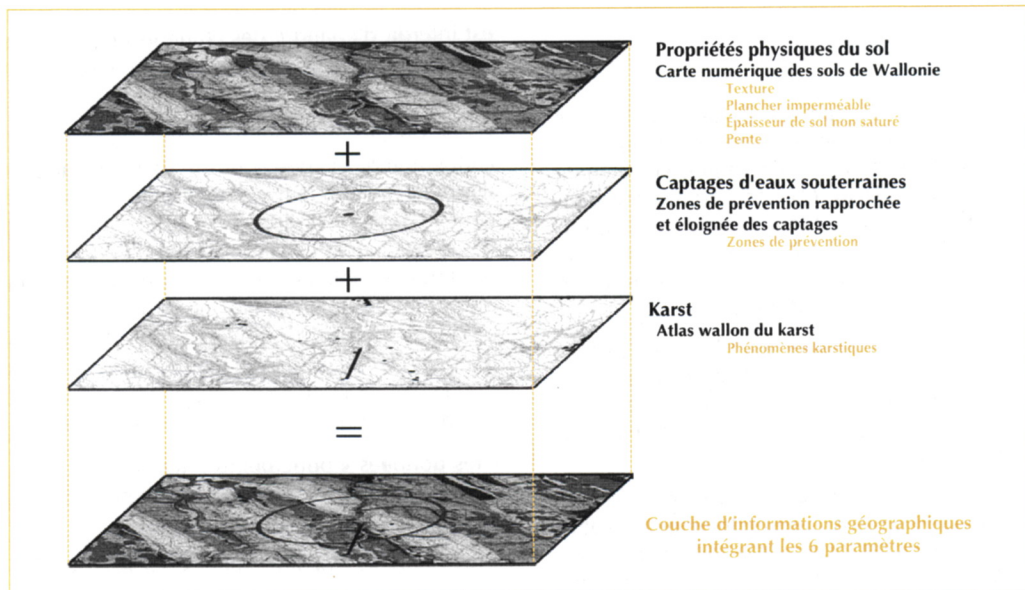 Propriétés physiques du sol
Carte numérique des sols de Wallonie
Texture
Plancher imperméable
Épaisseur de sol non saturé
Pente
+
Captages d'eaux souterraines
Zones de prévention rapprochée
et éloignée des captages
Zones de prévention
+
Karst
Atlas wallon du karst
Phénomènes karstiques
=
Couche d'informations géographiques
intégrant les 6 paramètres